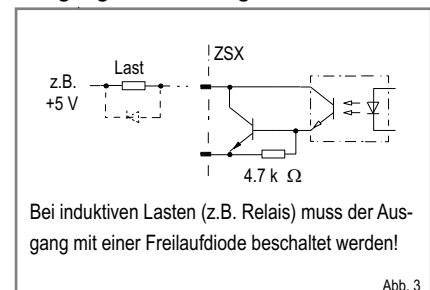 ZSX
Last
z.B.
+5 V
4.7 k Ω
Bei induktiven Lasten (z.B. Relais) muss der Aus-
gang mit einer Freilaufdiode beschaltet werden!
Abb. 3